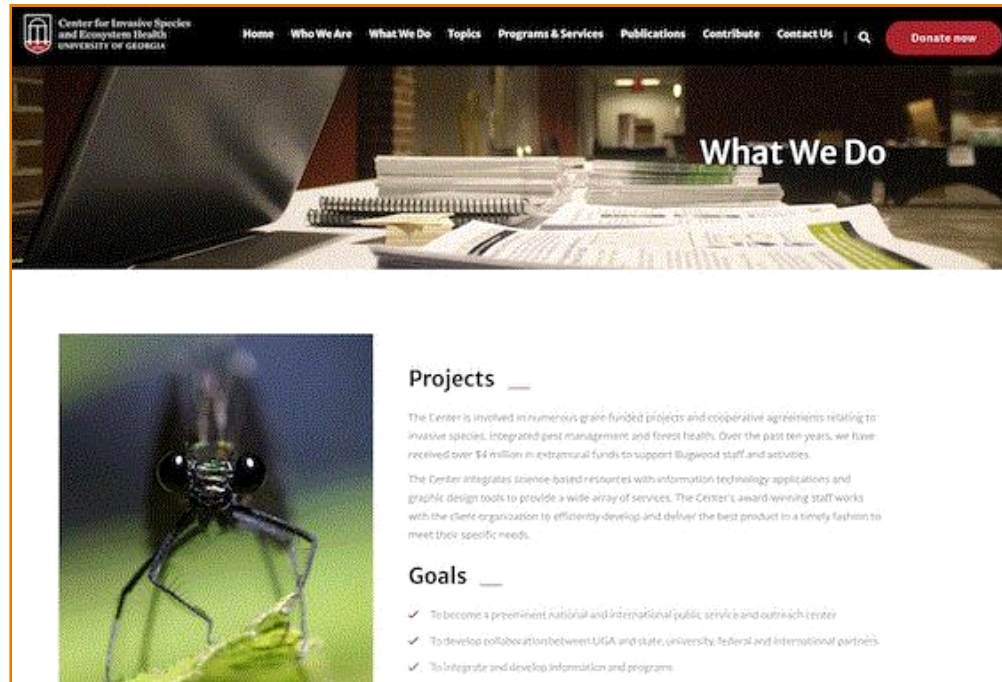 Center for Invasive Species
and Ecosystem Health
UNIVERSITY OF GEORGIA
Home Who We Are What We Do Topics Programs & Services Publications Contribute Contact Us | Donate now
What We Do
Projects
The Center is involved in numerous grant-funded projects and cooperative agreements relating to
invasive species, integrated pest management and forest health. Over the past ten years, we have
received over $4 million in extramural funds to support Bugwood staff and activities.
The Center integrates science-based resources with information technology applications and
graphic design tools to provide a wide array of services. The Center's award-winning staff works
with the client organization to efficiently develop and deliver the best product in a timely fashion to
meet their specific needs.
Goals
To become a preeminent national and international public service and outreach center
To develop collaboration between UGA and state, university, federal and international partners
To integrate and develop information and programs